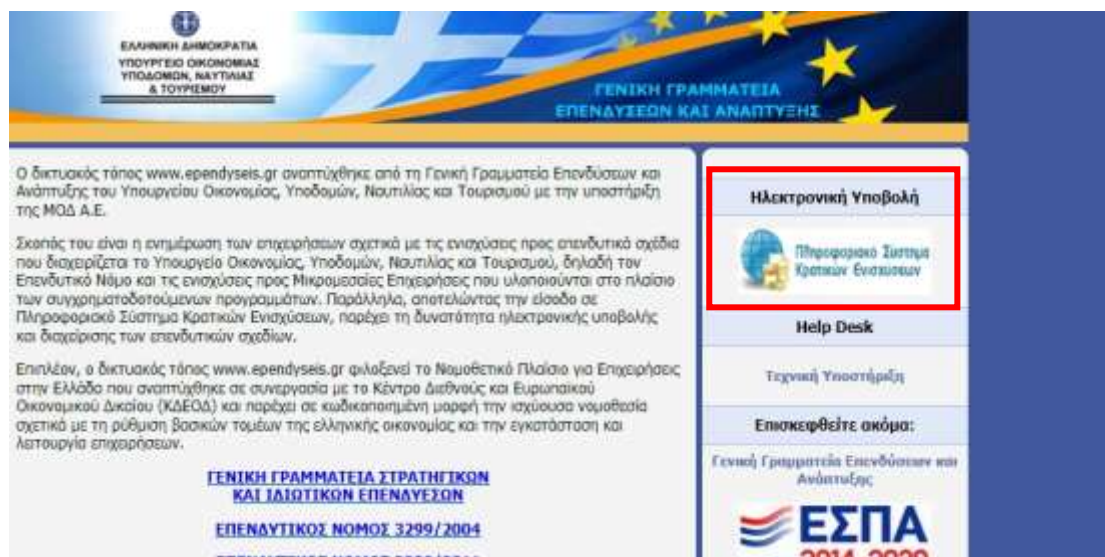 ΕΛΛΗΝΙΚΗ ΔΗΜΟΚΡΑΤΙΑ
ΥΠΟΥΡΓΕΙΟ ΟΙΚΟΝΟΜΙΑΣ
ΥΠΟΔΟΜΩΝ, ΝΑΥΤΙΛΙΑΣ
& ΤΟΥΡΙΣΜΟΥ
ΓΕΝΙΚΗ ΓΡΑΜΜΑΤΕΙΑ
ΕΠΕΝΔΥΣΕΩΝ ΚΑΙ ΑΝΑΠΤΥΞΗΣ
Ο δικτυακός τόπος www.ependyseis.gr αναπτύχθηκε από τη Γενική Γραμματεία Επενδύσεων και
Ανάπτυξης του Υπουργείου Οικονομίας, Υποδομών, Ναυτιλίας και Τουρισμού με την υποστήριξη
της ΜΟΔ Α.Ε.
Σκοπός του είναι η ενημέρωση των επιχειρήσεων σχετικά με τις ενισχύσεις προς επενδυτικά σχέδια
που διαχειρίζεται το Υπουργείο Οικονομίας, Υποδομών, Ναυτιλίας και Τουρισμού, δηλαδή τον
Επενδυτικό Νόμο και τις ενισχύσεις προς Μικρομεσαίες Επιχειρήσεις που υλοποιούνται στο πλαίσιο
των συγχρηματοδοτούμενων προγραμμάτων. Παράλληλα, αποτελώντας την είσοδο σε
Πληροφοριακό Σύστημα Κρατικών Ενισχύσεων, παρέχει τη δυνατότητα ηλεκτρονικής υποβολής
και διαχείρισης των επενδυτικών σχεδίων.
Επιπλέον, ο δικτυακός τόπος www.ependyseis.gr φιλοξενεί το Νομοθετικό Πλαίσιο για Επιχειρήσεις
στην Ελλάδα που αναπτύχθηκε σε συνεργασία με το Κέντρο Διεθνούς και Ευρωπαϊκού
Οικονομικού Δικαίου (ΚΔΕΟΔ) και παρέχει σε κωδικοποιημένη μορφή την ισχύουσα νομοθεσία
σχετικά με τη ρύθμιση βασικών τομέων της ελληνικής οικονομίας και την εγκατάσταση και
λειτουργία επιχειρήσεων.
ΓΕΝΙΚΗ ΓΡΑΜΜΑΤΕΙΑ ΣΤΡΑΤΗΓΙΚΩΝ
ΚΑΙ ΙΔΙΩΤΙΚΩΝ ΕΠΕΝΔΥΕΣΩΝ
ΕΠΕΝΔΥΤΙΚΟΣ ΝΟΜΟΣ 3299/2004
Ηλεκτρονική Υποβολή
Πληροφοριακό Σύστημα
Κρατικών Ενισχύσεων
Help Desk
Τεχνική Υποστήριξη
Επισκεφθείτε ακόμα:
Γενική Γραμματεία Επενδύσεων και
Ανάπτυξης
ΕΣΠΑ
2014-2020